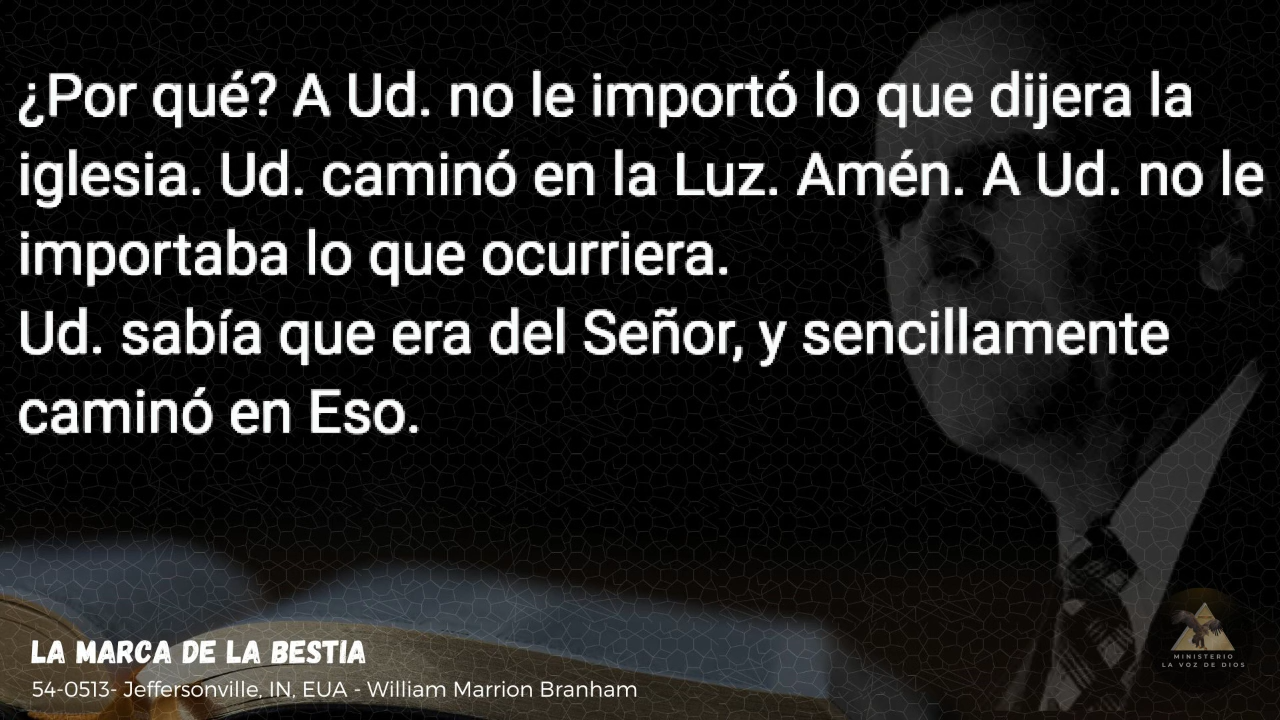 ¿Por qué? A Ud. no le importó lo que dijera la
iglesia. Ud. caminó en la Luz. Amén. A Ud. no le
importaba lo que ocurriera.
Ud. sabía que era del Señor, y sencillamente
caminó en Eso.
LA MARCA DE LA BESTIA
54-0513- Jeffersonville, IN, EUA - William Marrion Branham
MINISTERIO
LA VOZ DE DIOS